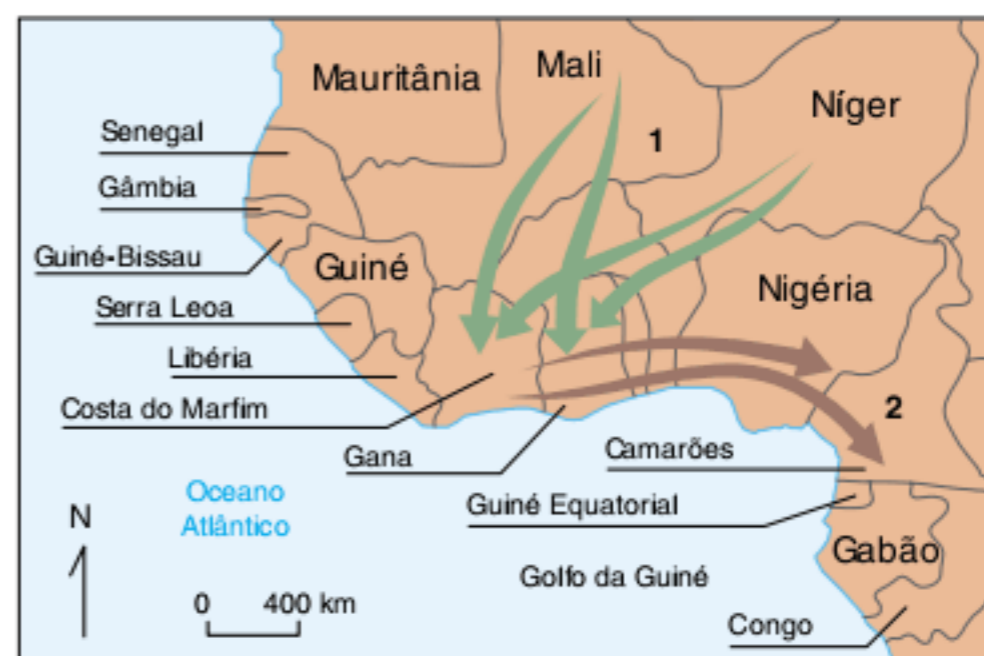 Mauritânia
Mali
Níger
1
Senegal
Gâmbia
Guiné-Bissau
Guiné
Nigéria
Serra Leoa
Libéria
Costa do Marfim
2
Gana
Camarões
Oceano
Atlântico
Guiné Equatorial
N
Gabão
Golfo da Guiné
0 400 km
Congo